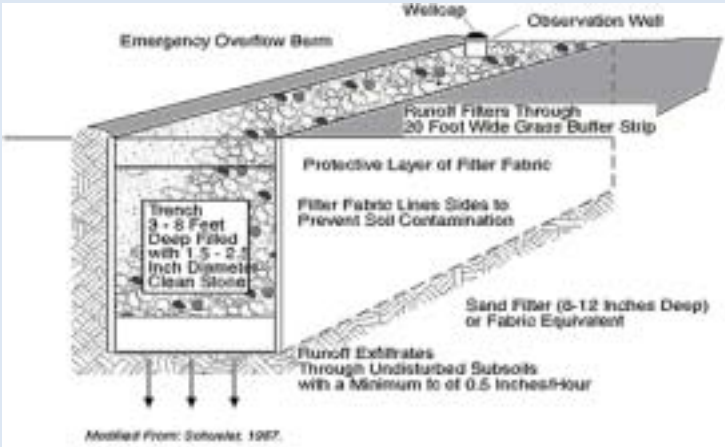 Wellcap
Observation Well
Emergency Overflow Berm
Runoff Filters Through
20 Foot Wide Grass Buffer Strip
Protective Layer of Filter Fabric
Filter Fabric Lines Sides to
Prevent Soil Contamination
Trench
3 - 8 Feet
Deep Filled
with 1.5 - 2.5
Inch Diameter
Clean Stone
Sand Filter (6-12 Inches Deep)
or Fabric Equivalent
Runoff Exfiltrates
Through Undisturbed Subsoils
with a Minimum fc of 0.5 Inches/Hour
Modified From: Schueler, 1987.